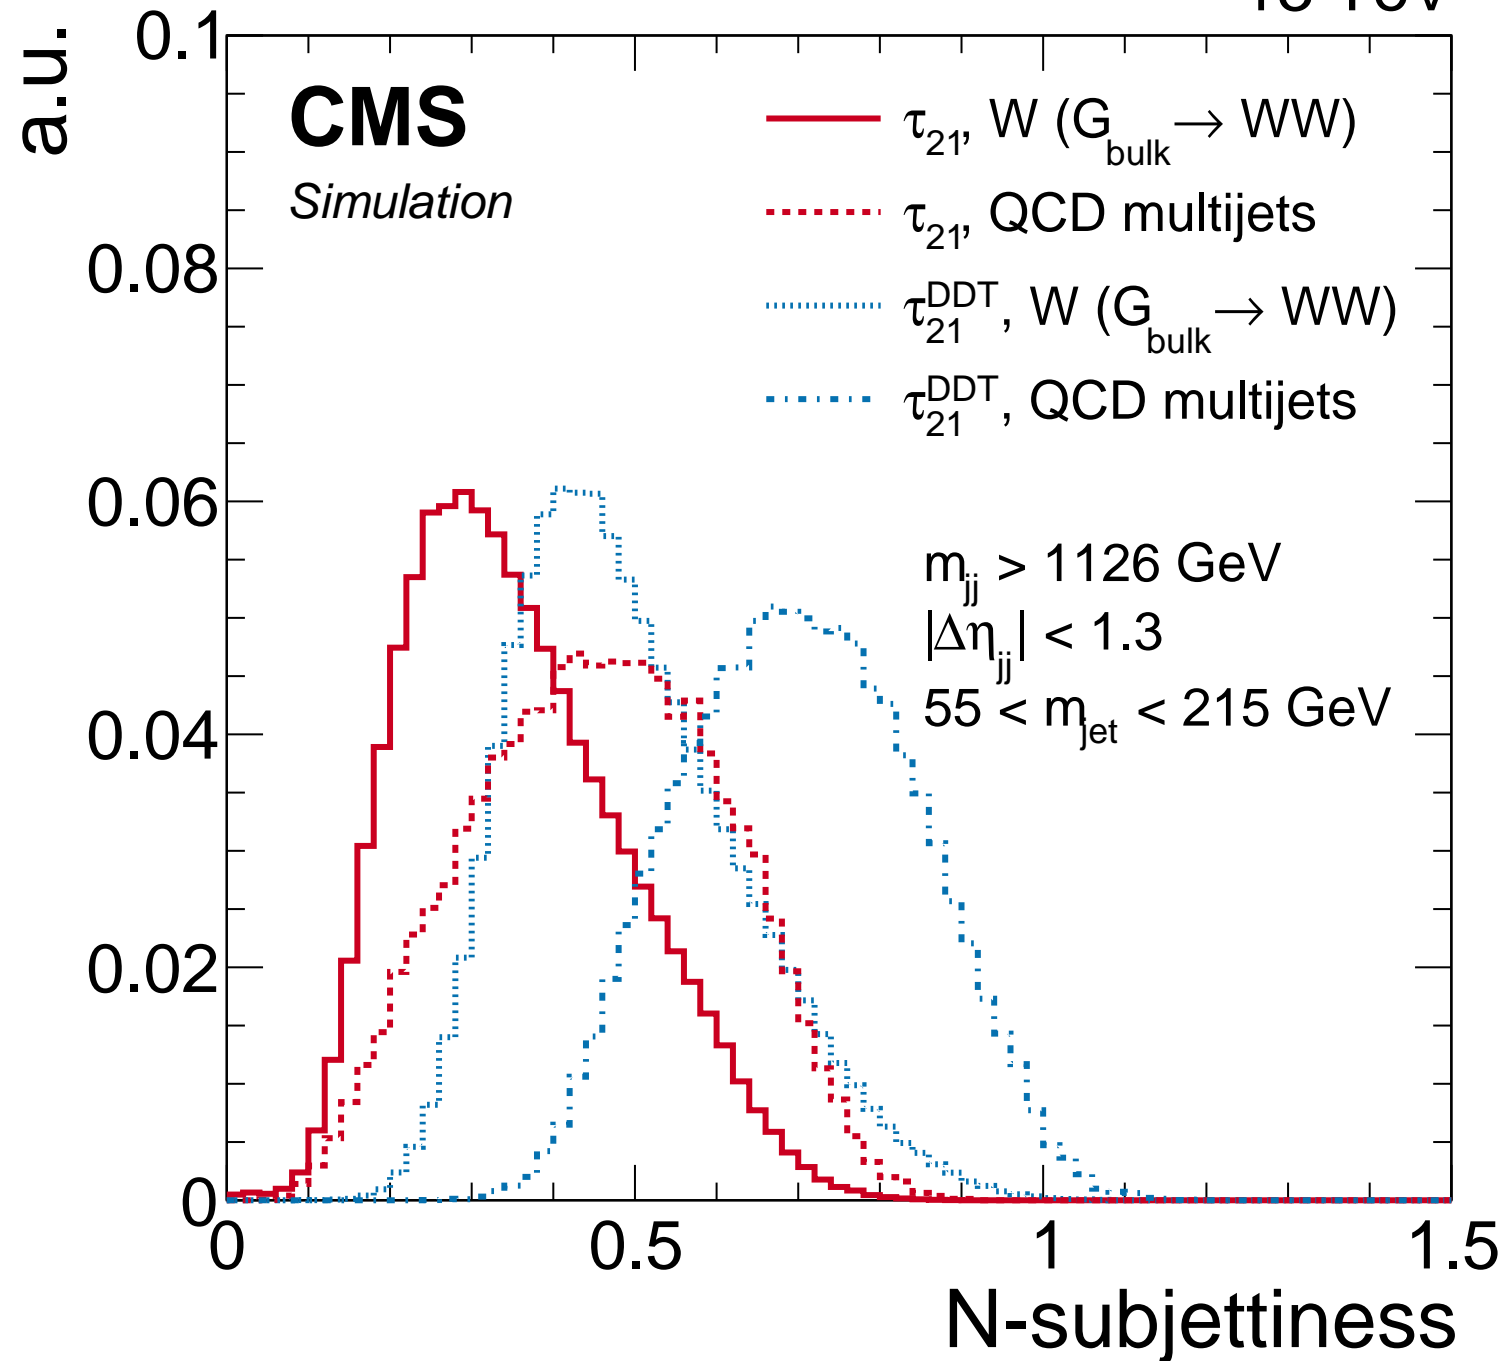 13 TeV
a.u.
0.1
0.08
0.06
0.04
0.02
0
CMS
Simulation
τ21, W (Gbulk → WW)
τ21, QCD multijets
τ21DDT, W (Gbulk → WW)
τ21DDT, QCD multijets
mjj > 1126 GeV
|Δηjj| < 1.3
55 < mjet < 215 GeV
0
0.5
1
1.5
N-subjettiness